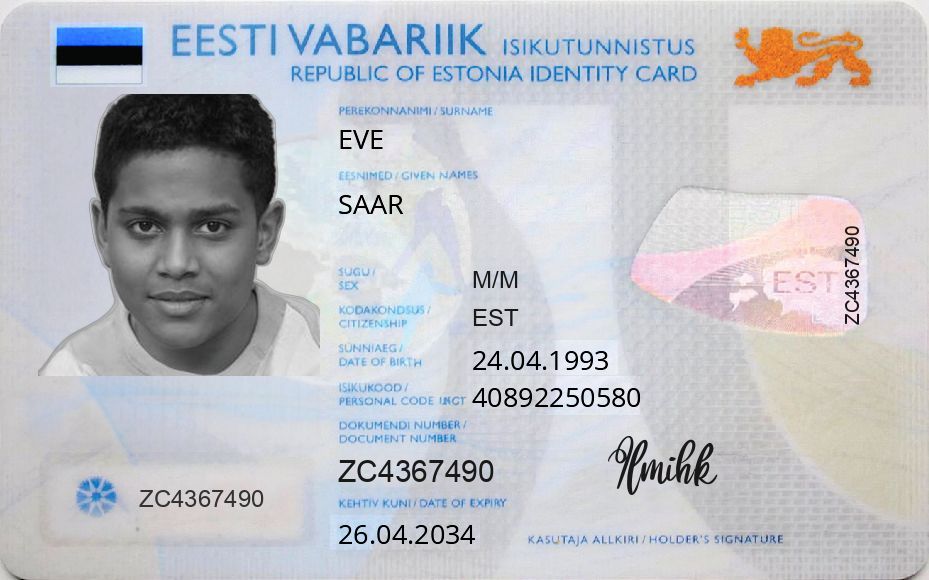 EESTI VABARIIK ISIKUTUNNISTUS
REPUBLIC OF ESTONIA IDENTITY CARD
PEREKONNANIMI / SURNAME
EVE
EESNIMED / GIVEN NAMES
SAAR
SUGU /
SEX
M/M
KODAKONDSUS /
CITIZENSHIP
EST
SÜNNIAEG /
DATE OF BIRTH
24.04.1993
ISIKUKOOD /
PERSONAL CODE
40892250580
DOKUMENDI NUMBER /
DOCUMENT NUMBER
ZC4367490
KEHTIV KUNI / DATE OF EXPIRY
26.04.2034
KASUTAJA ALLKIRI / HOLDER'S SIGNATURE
ZC4367490
EST
ZC4367490